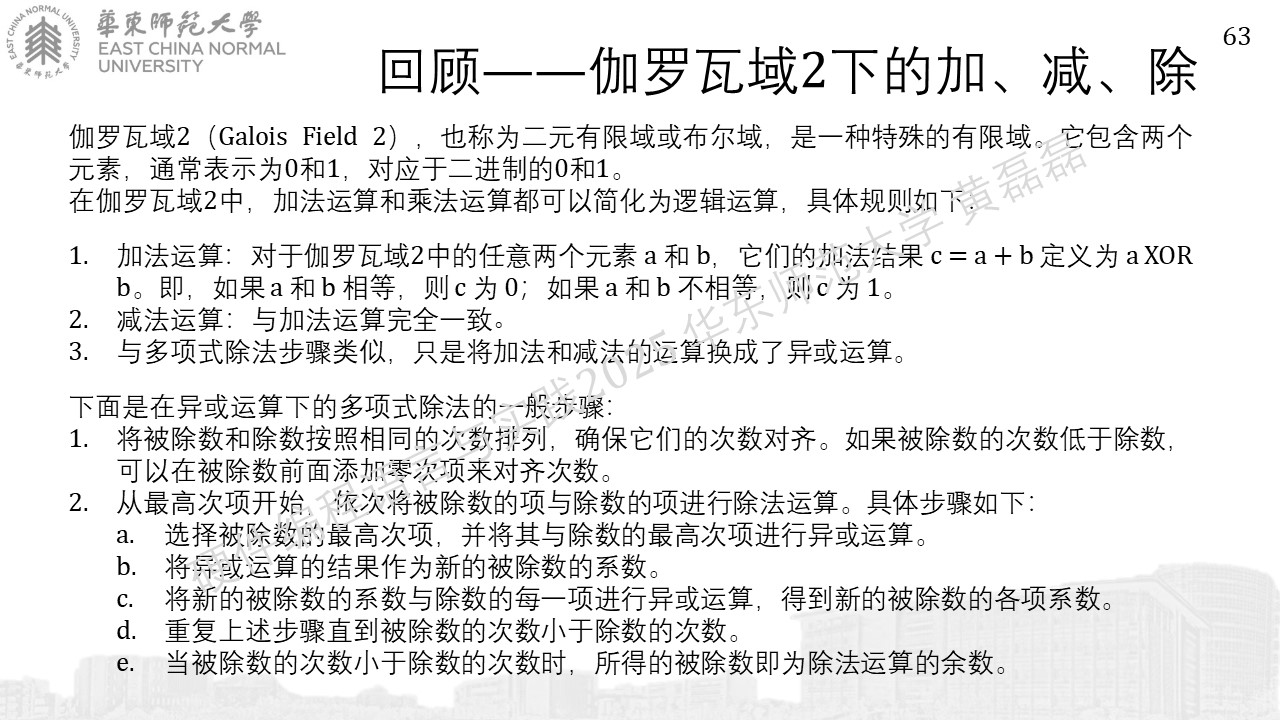 華東師範大學
EAST CHINA NORMAL
UNIVERSITY
EAST CHINA NORMAL UNIVERSITY
華東師範大學
63
回顾——伽罗瓦域2下的加、减、除
伽罗瓦域2（Galois Field 2），也称为二元有限域或布尔域，是一种特殊的有限域。它包含两个
元素，通常表示为0和1，对应于二进制的0和1。
在伽罗瓦域2中，加法运算和乘法运算都可以简化为逻辑运算，具体规则如下：
1. 加法运算：对于伽罗瓦域2中的任意两个元素 a 和 b，它们的加法结果 c = a + b 定义为 a XOR
b。即，如果 a 和 b 相等，则 c 为 0；如果 a 和 b 不相等，则 c 为 1。
2. 减法运算：与加法运算完全一致。
3. 与多项式除法步骤类似，只是将加法和减法的运算换成了异或运算。
下面是在异或运算下的多项式除法的一般步骤：
1. 将被除数和除数按照相同的次数排列，确保它们的次数对齐。如果被除数的次数低于除数，
可以在被除数前面添加零次项来对齐次数。
2. 从最高次项开始，依次将被除数的项与除数的项进行除法运算。具体步骤如下：
a. 选择被除数的最高次项，并将其与除数的最高次项进行异或运算。
b. 将异或运算的结果作为新的被除数的系数。
c. 将新的被除数的系数与除数的每一项进行异或运算，得到新的被除数的各项系数。
d. 重复上述步骤直到被除数的次数小于除数的次数。
e. 当被除数的次数小于除数的次数时，所得的被除数即为除法运算的余数。
硬件编程语言与实践2025 华东师范大学 黄磊磊